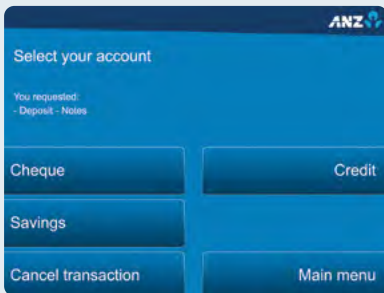 ANZ
Select your account
You requested:
- Deposit - Notes
Cheque
Credit
Savings
Cancel transaction
Main menu